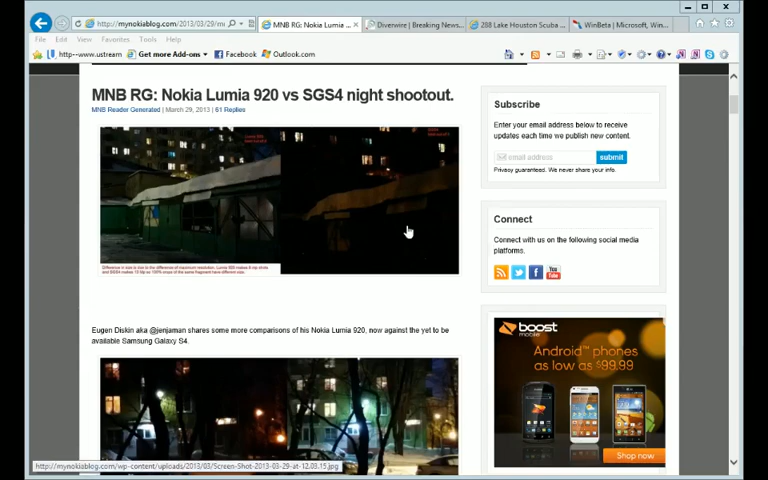 http://mynokiablog.com/2013/03/29/m
MNB RG: Nokia Lumia ...
Diverwire | Breaking News...
288 Lake Houston Scuba ...
WinBeta | Microsoft, Win...
File Edit View Favorites Tools Help
http--www.ustream
Get more Add-ons
Facebook
Outlook.com
MNB RG: Nokia Lumia 920 vs SGS4 night shootout.
MNB Reader Generated | March 29, 2013 | 61 Replies
Eugen Diskin aka @jenjaman shares some more comparisons of his Nokia Lumia 920, now against the yet to be
available Samsung Galaxy S4.
Subscribe
Enter your email address below to receive
updates each time we publish new content.
email address
submit
Privacy guaranteed. We never share your info.
Connect
Connect with us on the following social media
platforms.
You
Tube
boost
mobile
Android™ phones
as low as $99.99
Shop now
http://mynokiablog.com/wp-content/uploads/2013/03/Screen-Shot-2013-03-29-at-12.03.15.jpg